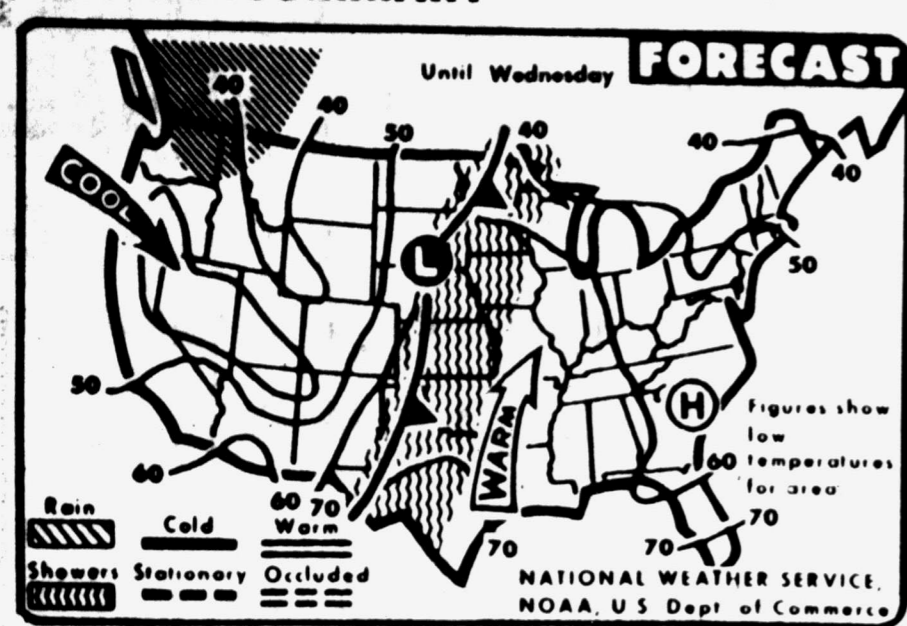 Until Wednesday
FORECAST
40
40
50
40
40
40
COOL
L
50
50
H
WARM
Figures show
low
temperatures
for area
60
60
70
60
70
70
70
Rain
Cold
Warm
Showers
Stationary
Occluded
NATIONAL WEATHER SERVICE,
NOAA, U S Dept of Commerce